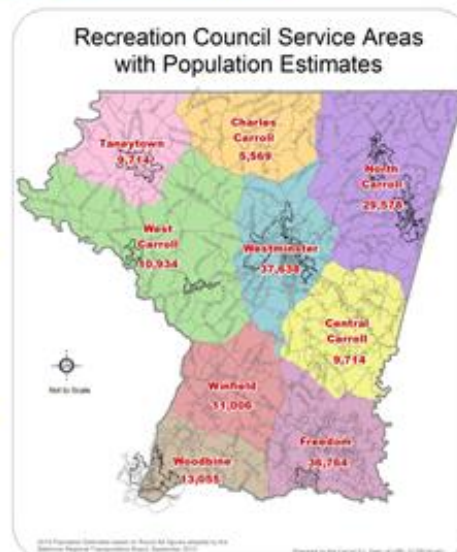 Recreation Council Service Areas
with Population Estimates
Taneytown
9,714
Charles
Carroll
5,569
North
Carroll
29,578
West
Carroll
10,934
Westminster
37,638
Central
Carroll
9,714
Winfield
11,006
Freedom
36,764
Woodbine
13,055
Not to Scale